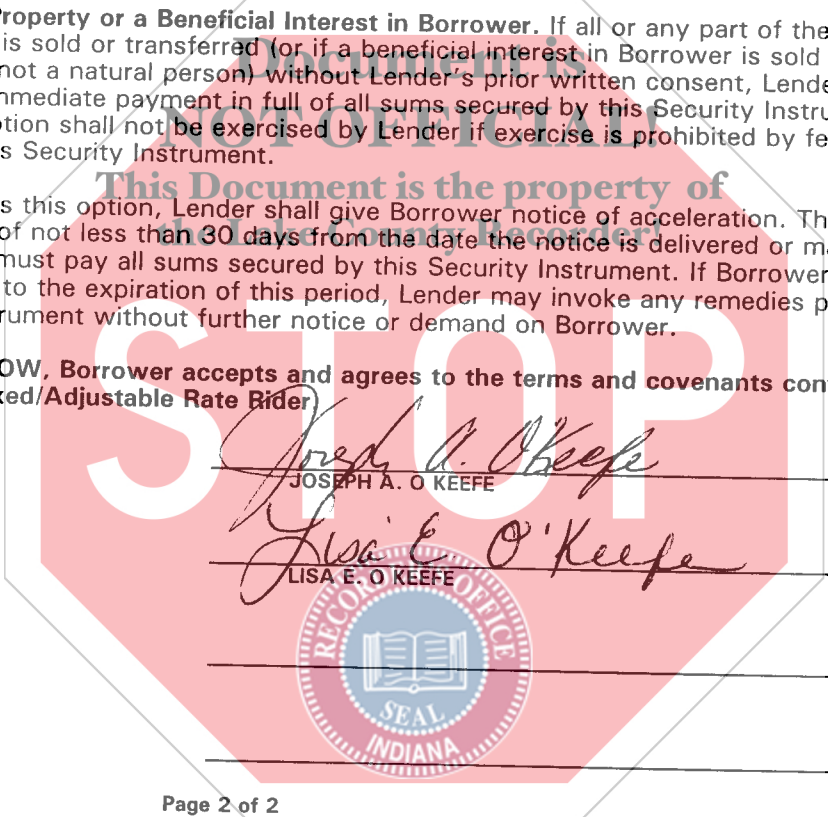 Property or a Beneficial Interest in Borrower. If all or any part of the
is sold or transferred (or if a beneficial interest in Borrower is sold
not a natural person) without Lender's prior written consent, Lende
mmediate payment in full of all sums secured by this Security Instru
tion shall not be exercised by Lender if exercise is prohibited by fe
s Security Instrument.
s this option, Lender shall give Borrower notice of acceleration. Th
of not less than 30 days from the date the notice is delivered or ma
must pay all sums secured by this Security Instrument. If Borrower
to the expiration of this period, Lender may invoke any remedies p
rument without further notice or demand on Borrower.
OW, Borrower accepts and agrees to the terms and covenants con
xed/Adjustable Rate Rider
Joseph A. O'Keefe
JOSEPH A. O KEEFE
Lisa E O'Keefe
LISA E. O KEEFE
Page 2 of 2
Document is
NOT OFFICIAL!
This Document is the property of
the Lake County Recorder!
STOP
RECORDER'S OFFICE
SEAL
INDIANA